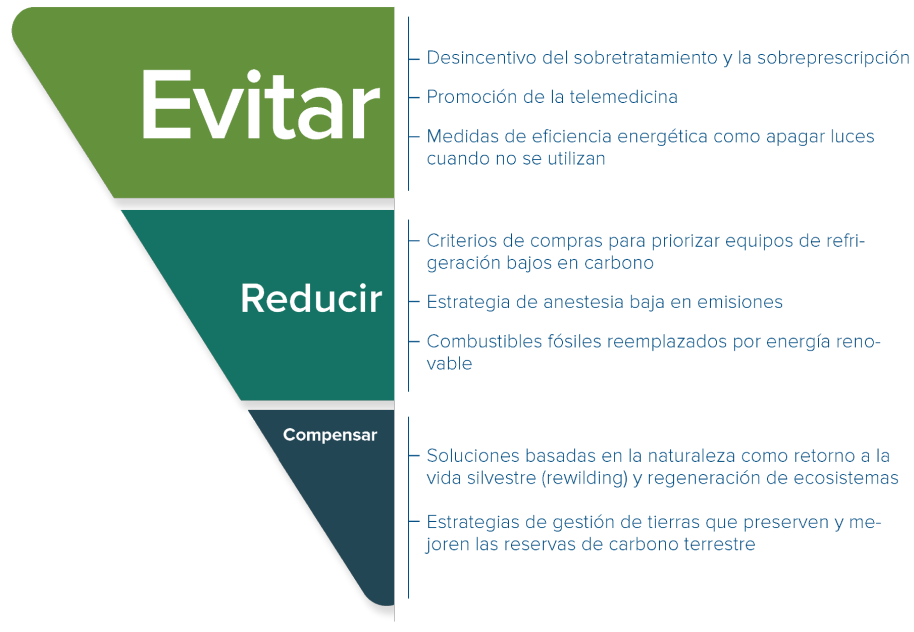 Evitar
Desincentivo del sobretratamiento y la sobreprescripción
Promoción de la telemedicina
Medidas de eficiencia energética como apagar luces
cuando no se utilizan
Reducir
Criterios de compras para priorizar equipos de refri-
geración bajos en carbono
Estrategia de anestesia baja en emisiones
Combustibles fósiles reemplazados por energía reno-
vable
Compensar
Soluciones basadas en la naturaleza como retorno a la
vida silvestre (rewilding) y regeneración de ecosistemas
Estrategias de gestión de tierras que preserven y me-
joren las reservas de carbono terrestre